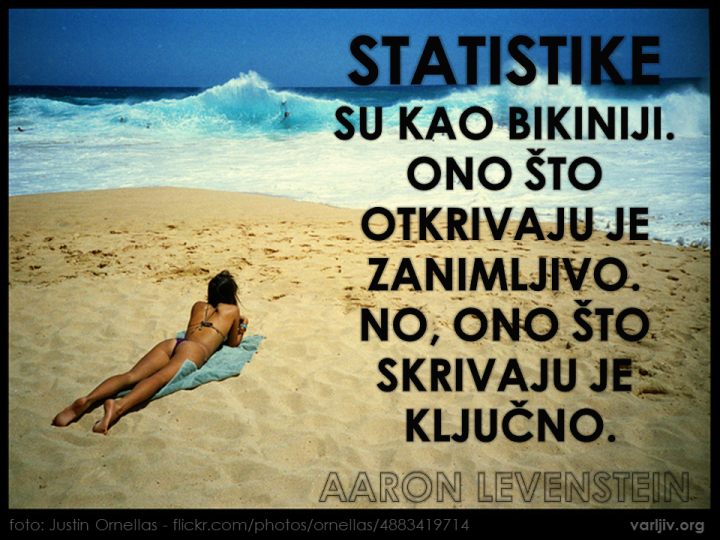 STATISTIKE
SU KAO BIKINIJI.
ONO ŠTO
OTKRIVAJU JE
ZANIMLJIVO.
NO, ONO ŠTO
SKRIVAJU JE
KLJUČNO.
AARON LEVENSTEIN
foto: Justin Ornellas - flickr.com/photos/ornellas/4883419714
varljiv.org